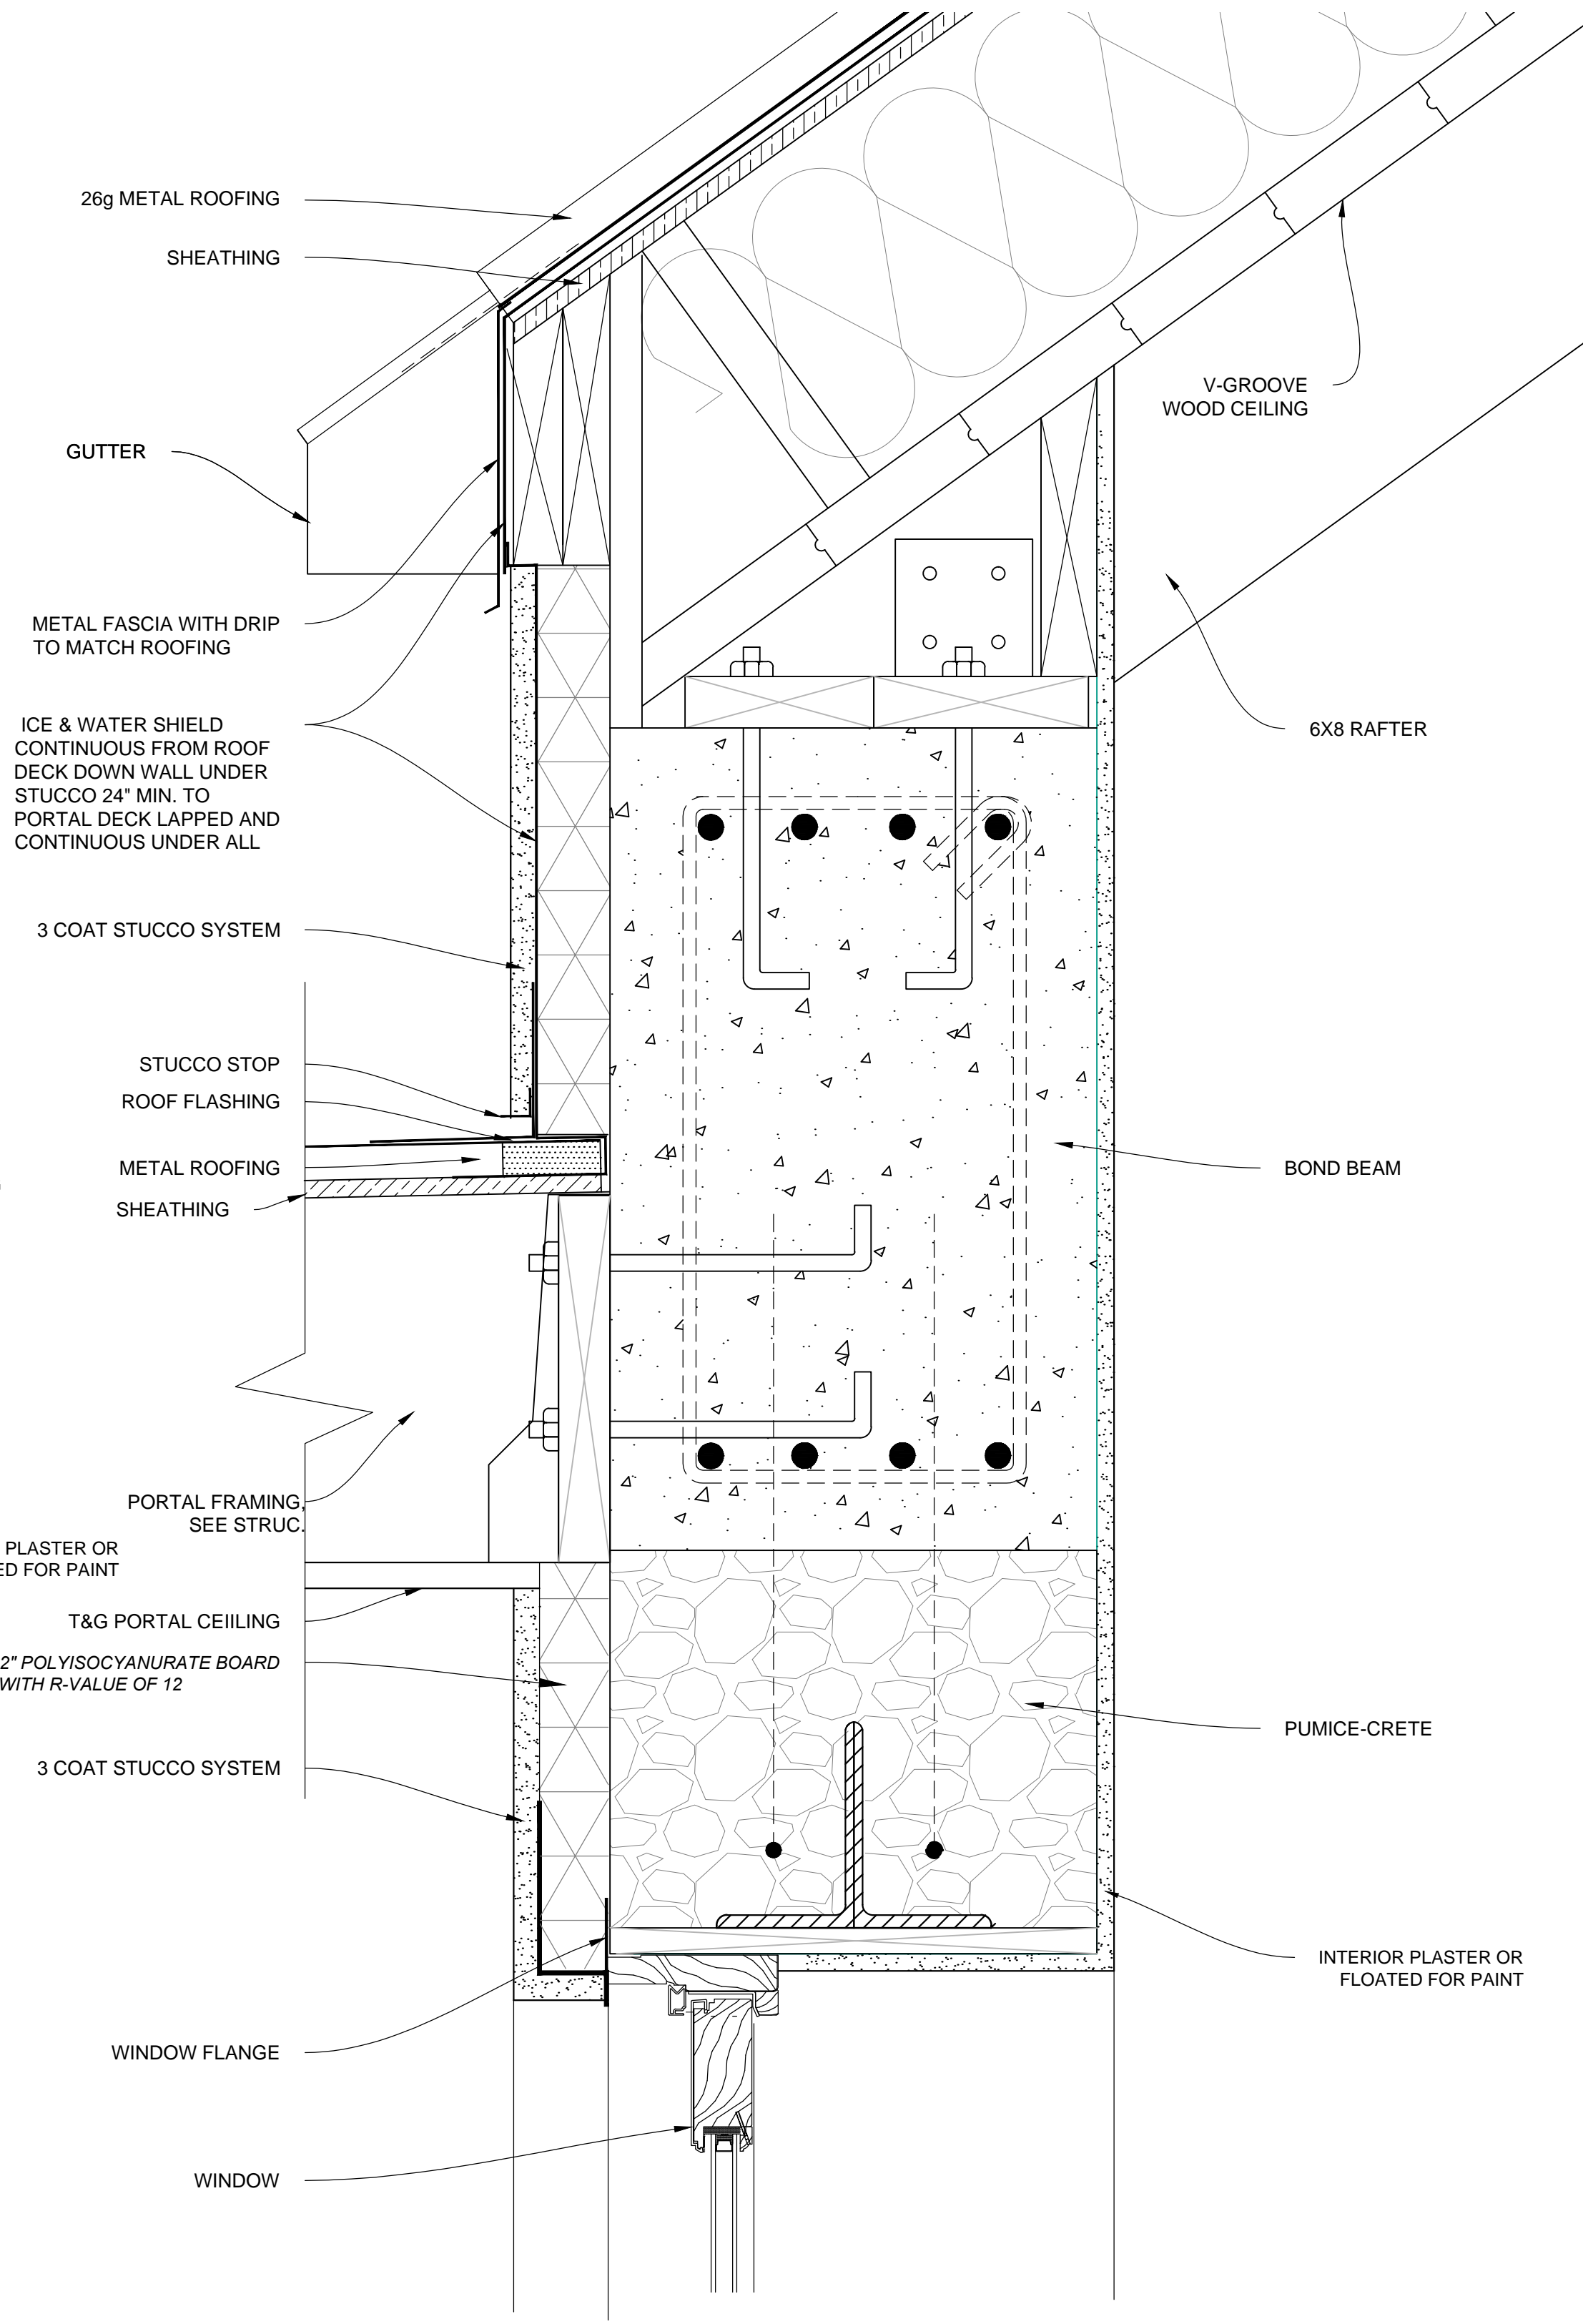 26g METAL ROOFING
SHEATHING
V-GROOVE
WOOD CEILING
GUTTER
METAL FASCIA WITH DRIP
TO MATCH ROOFING
ICE & WATER SHIELD
CONTINUOUS FROM ROOF
DECK DOWN WALL UNDER
STUCCO 24" MIN. TO
PORTAL DECK LAPPED AND
CONTINUOUS UNDER ALL
6X8 RAFTER
3 COAT STUCCO SYSTEM
STUCCO STOP
ROOF FLASHING
METAL ROOFING
BOND BEAM
SHEATHING
PORTAL FRAMING,
SEE STRUC.
PLASTER OR
ED FOR PAINT
T&G PORTAL CEIILING
2" POLYISOCYANURATE BOARD
WITH R-VALUE OF 12
PUMICE-CRETE
3 COAT STUCCO SYSTEM
INTERIOR PLASTER OR
FLOATED FOR PAINT
WINDOW FLANGE
WINDOW